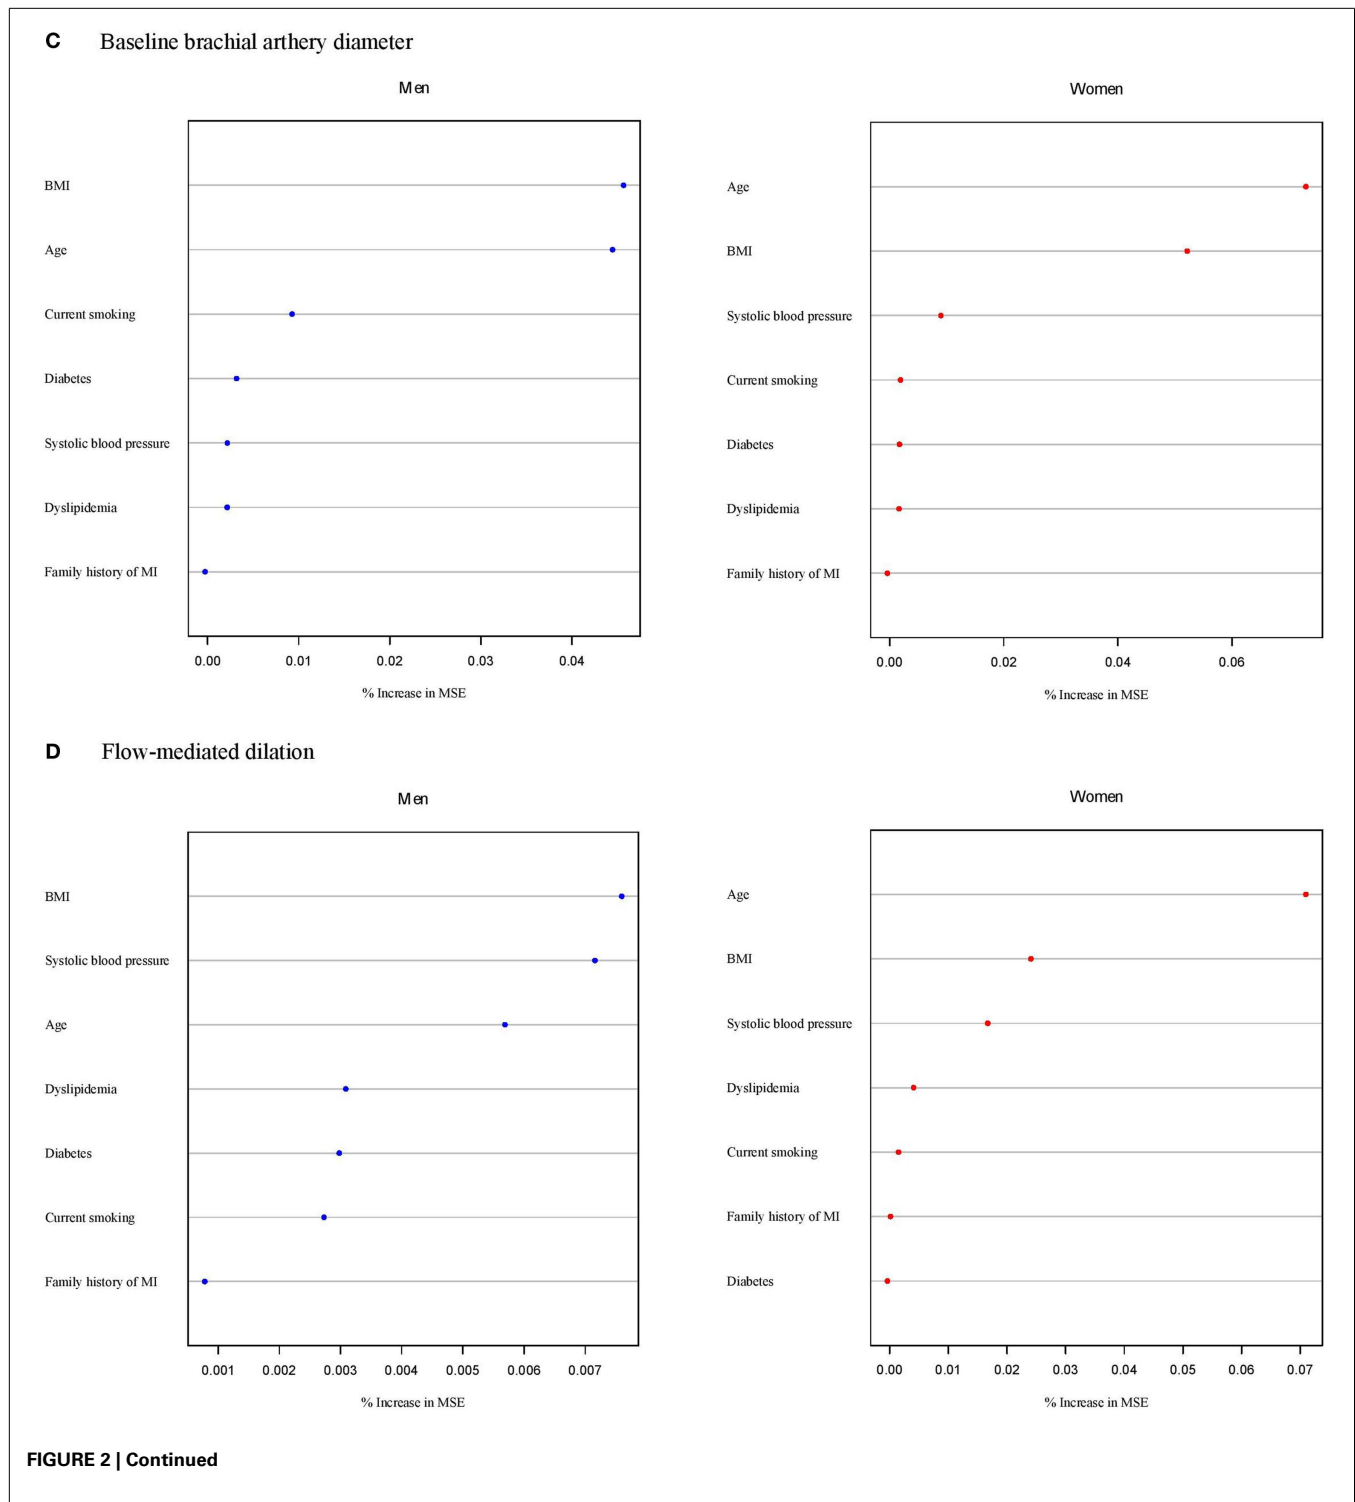 C Baseline brachial arthery diameter
Men
BMI
Age
Current smoking
Diabetes
Systolic blood pressure
Dyslipidemia
Family history of MI
0.00 0.01 0.02 0.03 0.04
% Increase in MSE
Women
Age
BMI
Systolic blood pressure
Current smoking
Diabetes
Dyslipidemia
Family history of MI
0.00 0.02 0.04 0.06
% Increase in MSE
D Flow-mediated dilation
Men
BMI
Systolic blood pressure
Age
Dyslipidemia
Diabetes
Current smoking
Family history of MI
0.001 0.002 0.003 0.004 0.005 0.006 0.007
% Increase in MSE
Women
Age
BMI
Systolic blood pressure
Dyslipidemia
Current smoking
Family history of MI
Diabetes
0.00 0.01 0.02 0.03 0.04 0.05 0.06 0.07
% Increase in MSE
FIGURE 2 | Continued